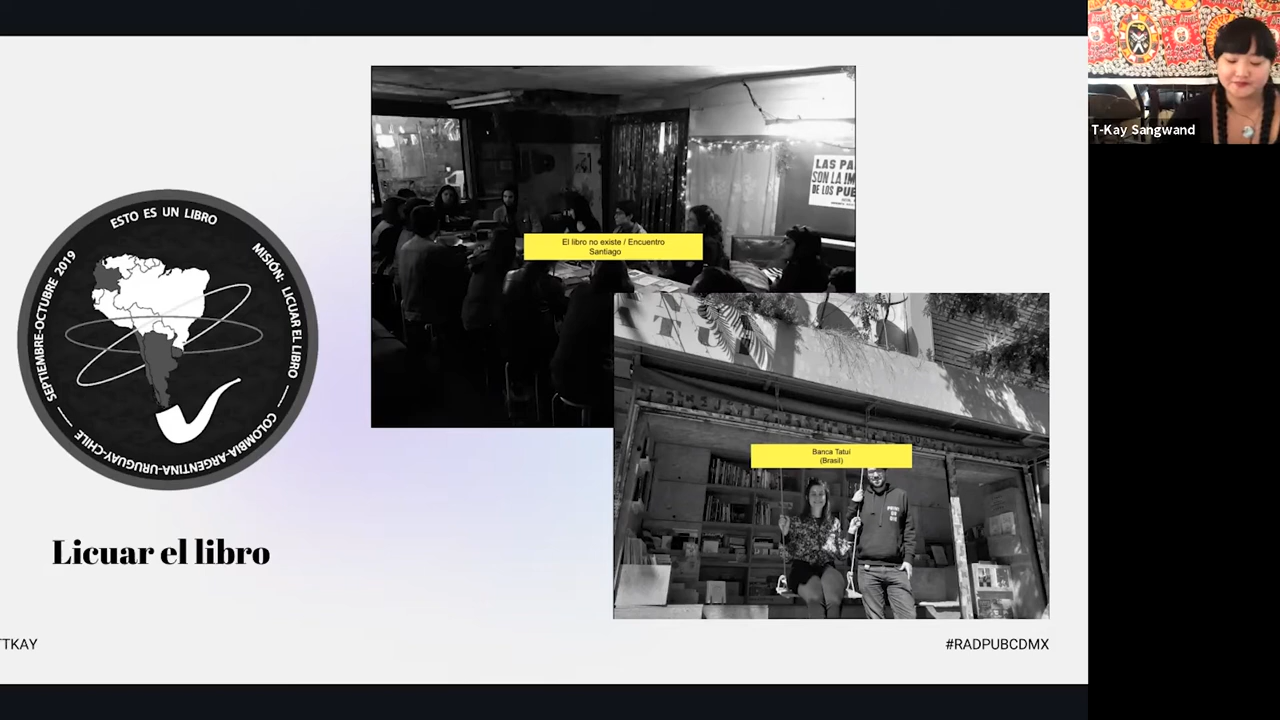 ESTO ES UN LIBRO
MISIÓN: LICUAR EL LIBRO
COLOMBIA-ARGENTINA-URUGUAY-CHILE
SEPTIEMBRE-OCTUBRE 2019
Licuar el libro
El libro no existe / Encuentro
Santiago
LAS PA
SON LA IM
DE LOS PUE
Banca Tatuí
(Brasil)
TKAY
#RADPUBCDMX
T-Kay Sangwand